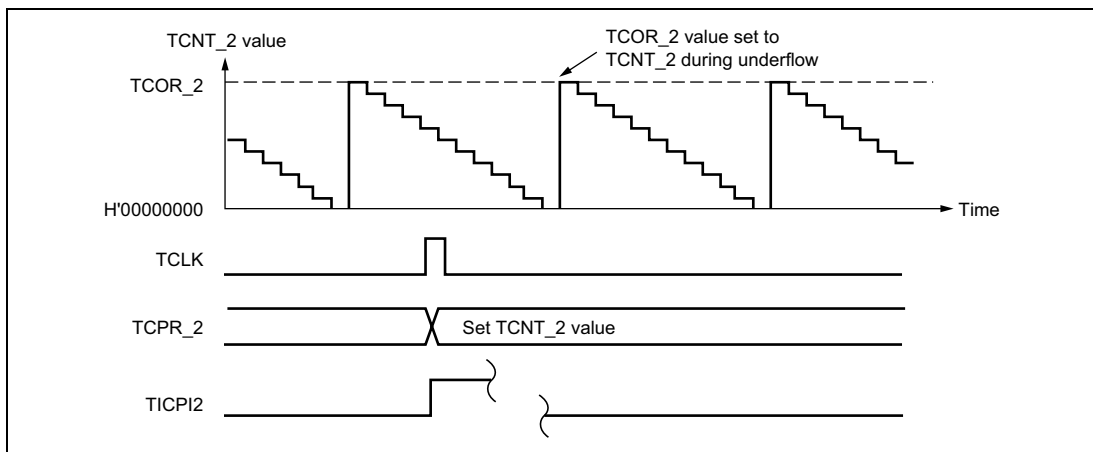 TCNT_2 value
TCOR_2 value set to
TCNT_2 during underflow
TCOR_2
H'00000000
Time
TCLK
TCPR_2
Set TCNT_2 value
TICPI2